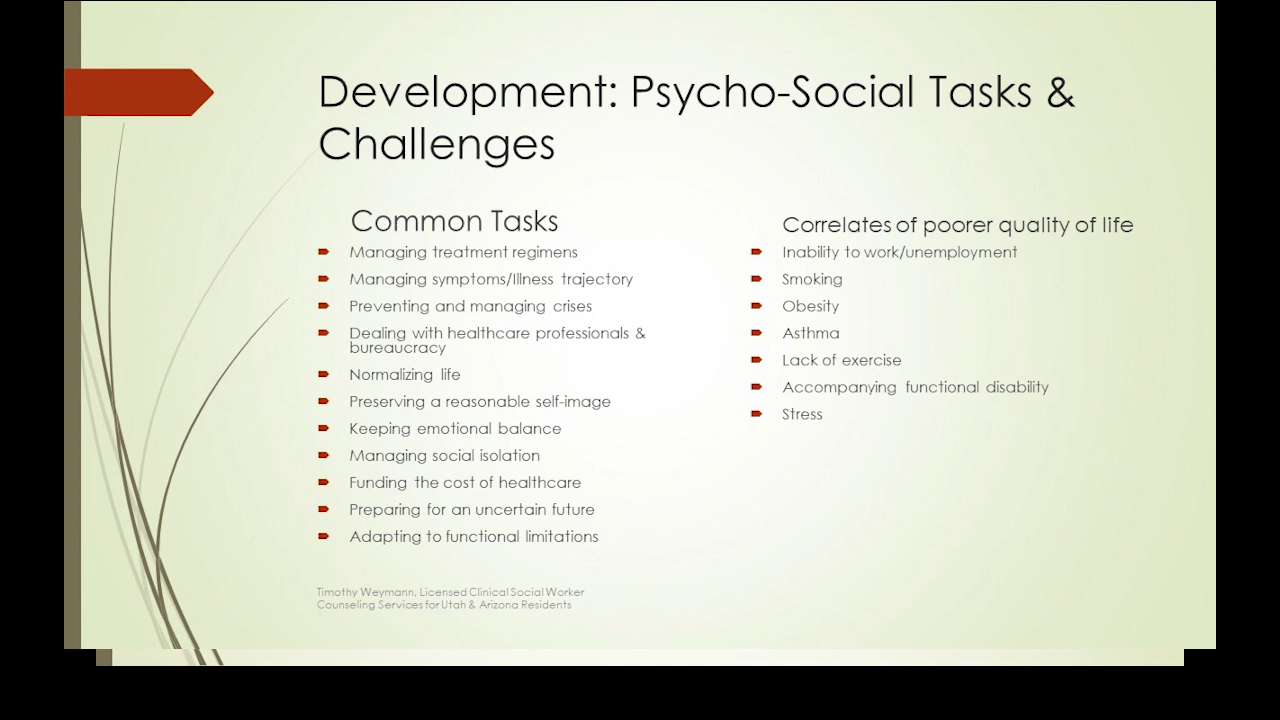 Development: Psycho-Social Tasks &
Challenges
Common Tasks
Managing treatment regimens
Managing symptoms/Illness trajectory
Preventing and managing crises
Dealing with healthcare professionals &
bureaucracy
Normalizing life
Preserving a reasonable self-image
Keeping emotional balance
Managing social isolation
Funding the cost of healthcare
Preparing for an uncertain future
Adapting to functional limitations
Correlates of poorer quality of life
Inability to work/unemployment
Smoking
Obesity
Asthma
Lack of exercise
Accompanying functional disability
Stress
Timothy Weymann, Licensed Clinical Social Worker
Counseling Services for Utah & Arizona Residents